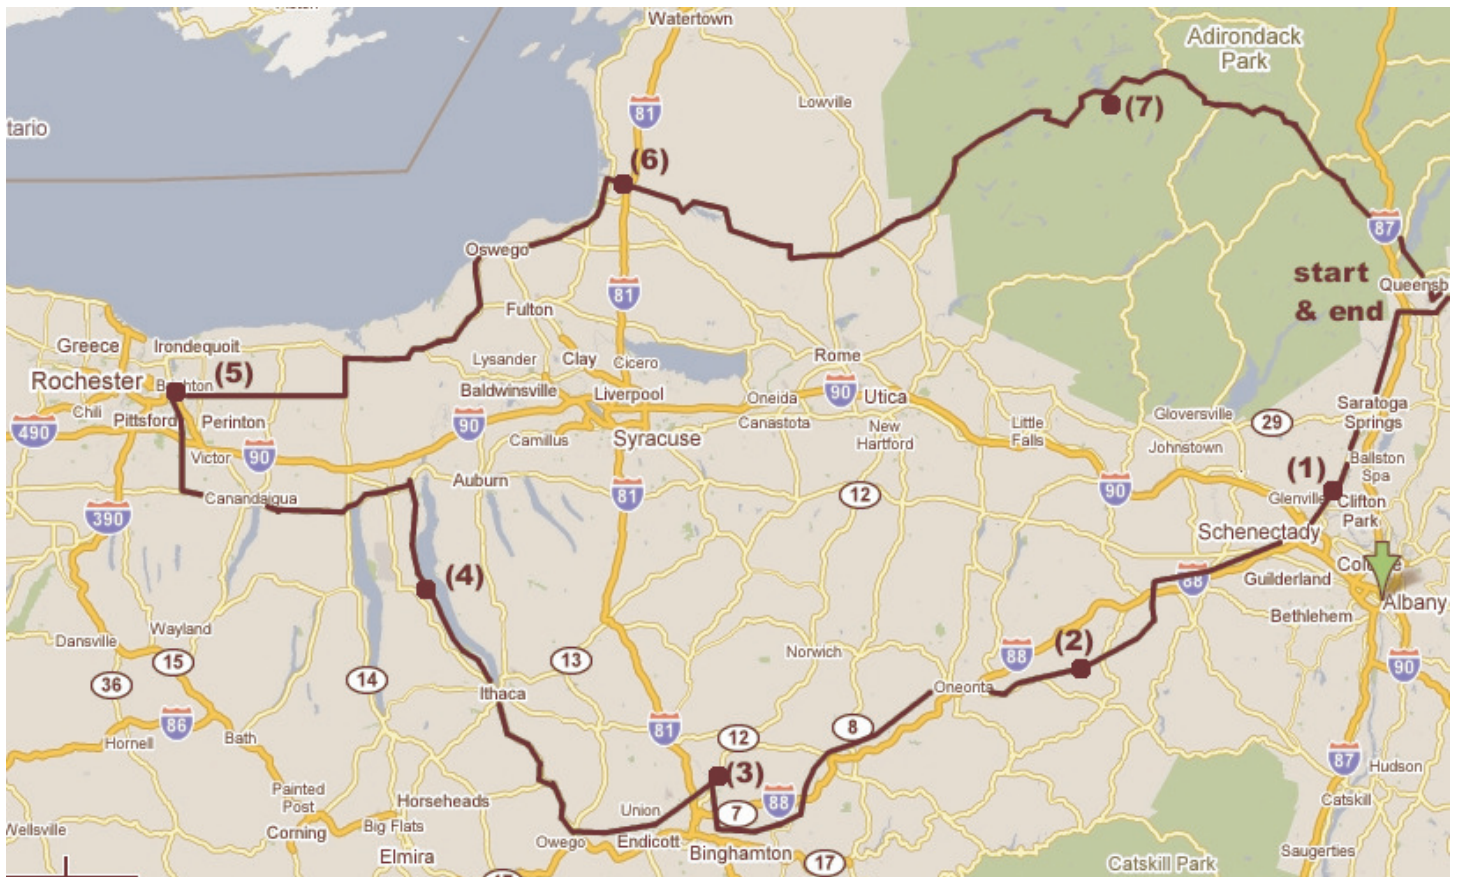 Watertown
Adirondack
Park
Lowville
81
(7)
tario
(6)
87
Oswego
start
& end
Queensb
81
Fulton
Greece
Irondequoit
Lysander
Clay
Cicero
Rome
Rochester
(5)
Baldwinsville
Liverpool
Oneida
90
Utica
Chili
Pittsford
Perinton
490
90
Syracuse
Camillus
Canastota
New
Hartford
Little
Falls
Gloversville
29
Saratoga
Springs
Johnstown
Victor
90
Ballston
Spa
Canandaigua
Auburn
81
12
90
(1)
Glenville
Clifton
Park
390
Schenectady
(4)
88
Guilderland
Albany
Bethlehem
Dansville
Wayland
15
36
14
13
Norwich
88
(2)
90
Ithaca
Oneonta
86
Hornell
Bath
81
12
8
(3)
87
Hudson
Painted
Post
Horseheads
Union
88
7
Catskill
Wellsville
Corning
Big Flats
Elmira
Owego
Endicott
Binghamton
17
Catskill Park
Saugerties